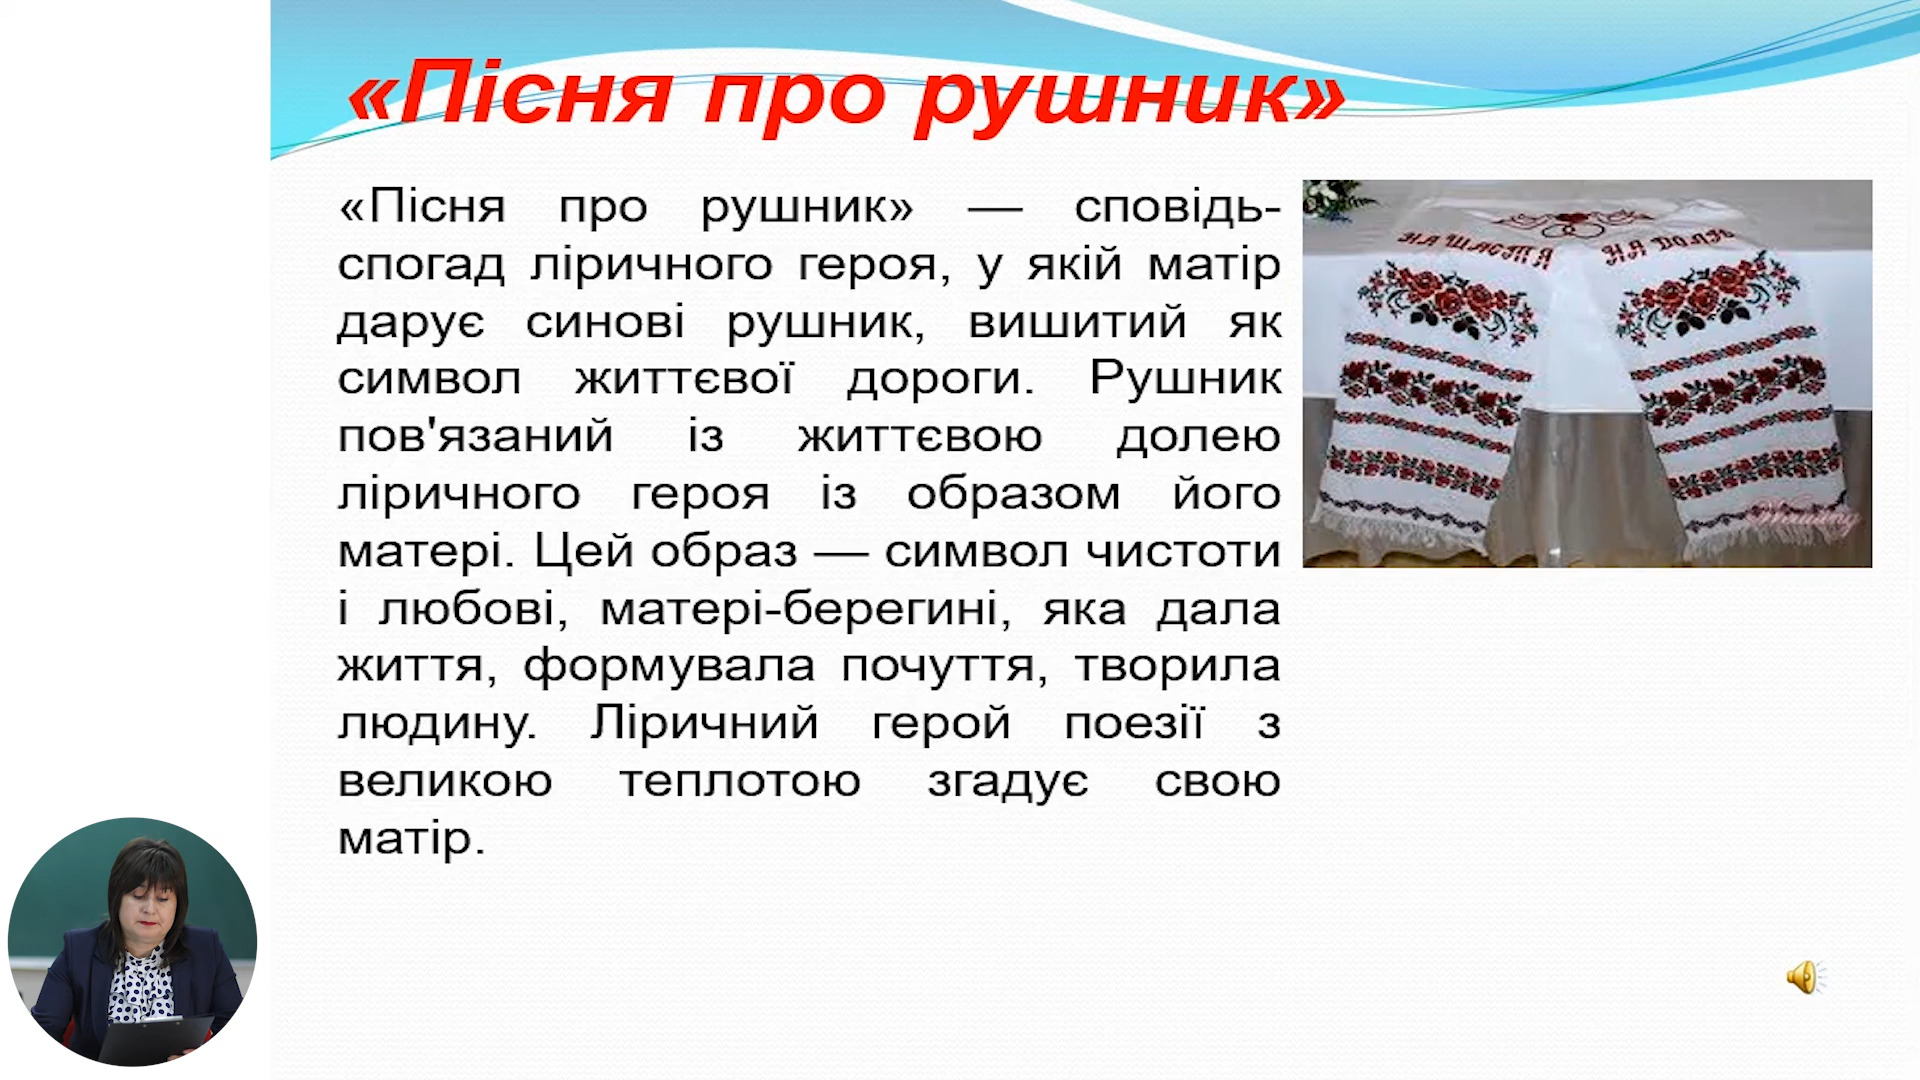 «Пісня про рушник»
«Пісня про рушник» — сповідь-
спогад ліричного героя, у якій матір
дарує синові рушник, вишитий як
символ життєвої дороги. Рушник
пов'язаний із життєвою долею
ліричного героя із образом його
матері. Цей образ — символ чистоти
і любові, матері-берегині, яка дала
життя, формувала почуття, творила
людину. Ліричний герой поезії з
великою теплотою згадує свою
матір.
НА ЩАСТЯ НА ДОЛЮ